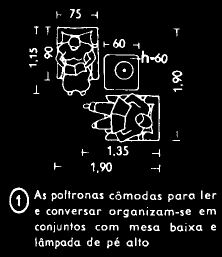 75
60
h=60
1,15
90
1,90
1,35
1,90
1 As poltronas cômodas para ler
e conversar organizam-se em
conjuntos com mesa baixa e
lâmpada de pé alto